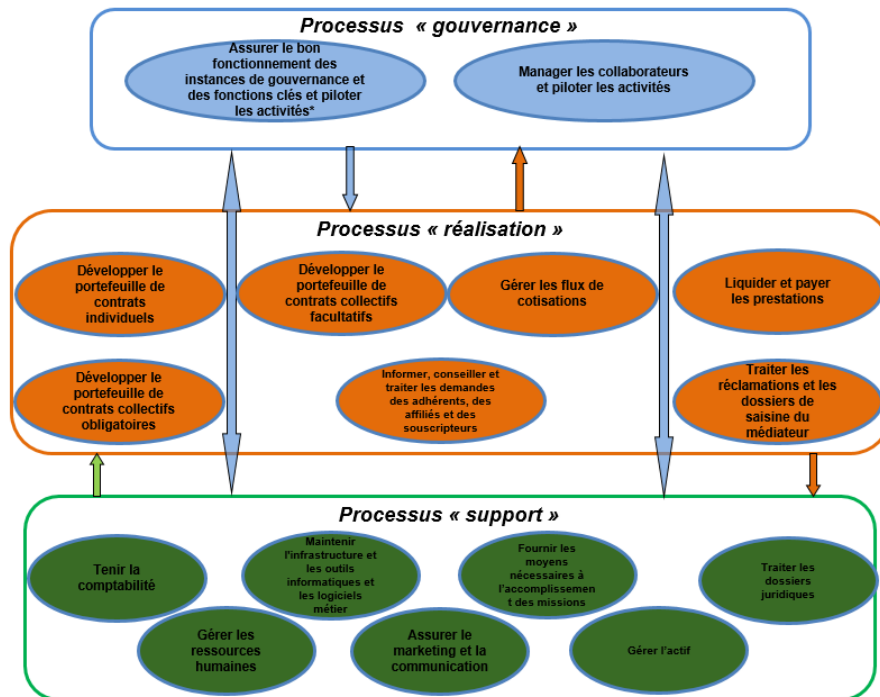 Processus « gouvernance »
Assurer le bon
fonctionnement des
instances de gouvernance et
des fonctions clés et piloter
les activités*
Manager les collaborateurs
et piloter les activités
Processus « réalisation »
Développer le
portefeuille de
contrats
individuels
Développer le
portefeuille de
contrats collectifs
facultatifs
Gérer les flux de
cotisations
Liquider et payer
les prestations
Développer le
portefeuille de
contrats collectifs
obligatoires
Informer, conseiller et
traiter les demandes
des adhérents, des
affiliés et des
souscripteurs
Traiter les
réclamations et les
dossiers de
saisine du
médiateur
Processus « support »
Tenir la
comptabilité
Maintenir
l'infrastructure et
les outils
informatiques et
les logiciels
métier
Fournir les
moyens
nécessaires à
l'accomplissemen
t des missions
Traiter les
dossiers
juridiques
Gérer les
ressources
humaines
Assurer le
marketing et la
communication
Gérer l'actif